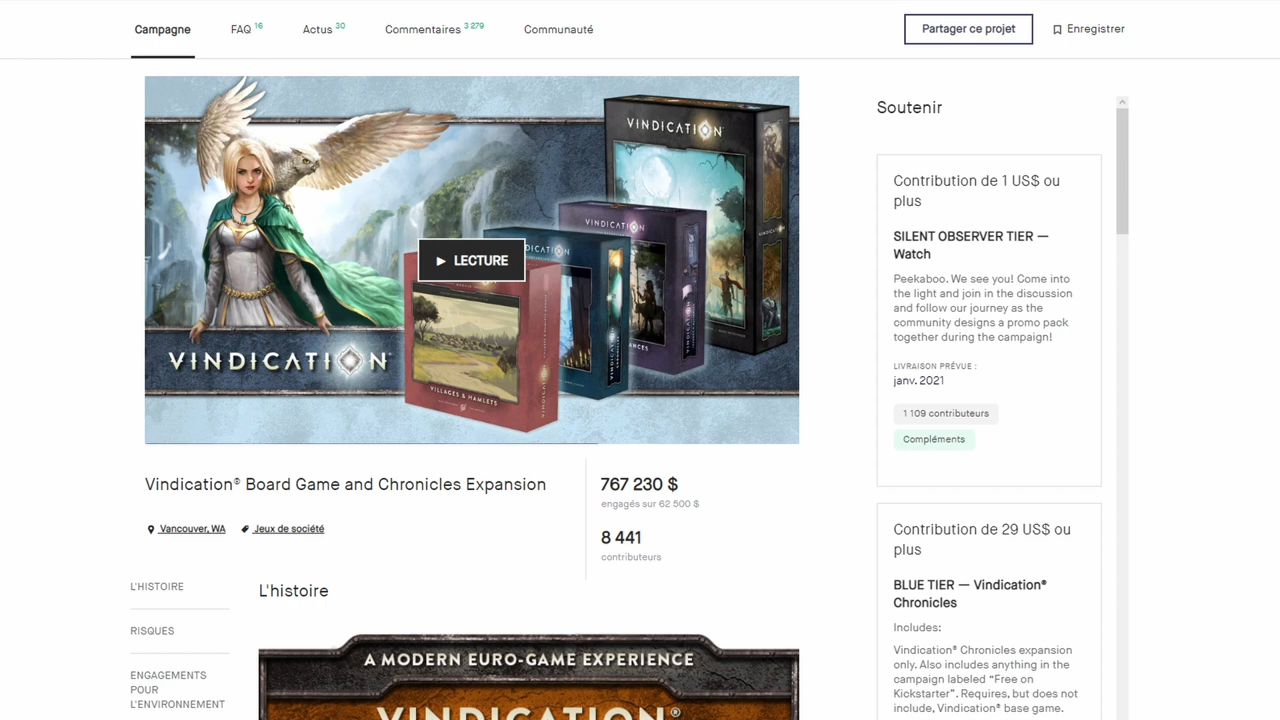 Campagne
FAQ 16
Actus 30
Commentaires 3 279
Communauté
Partager ce projet
Enregistrer
VINDICATION
VINDICATION
VINDICATION
LECTURE
VINDICATION®
VILLAGES & HAMLETS
Soutenir
Contribution de 1 US$ ou
plus
SILENT OBSERVER TIER —
Watch
Peekaboo. We see you! Come into
the light and join in the discussion
and follow our journey as the
community designs a promo pack
together during the campaign!
LIVRAISON PRÉVUE :
janv. 2021
1 109 contributeurs
Compléments
Vindication® Board Game and Chronicles Expansion
Vancouver, WA
Jeux de société
767 230 $
engagés sur 62 500 $
8 441
contributeurs
L'HISTOIRE
RISQUES
ENGAGEMENTS
POUR
L'ENVIRONNEMENT
L'histoire
A MODERN EURO-GAME EXPERIENCE
VINDICATION®
Contribution de 29 US$ ou
plus
BLUE TIER — Vindication®
Chronicles
Includes:
Vindication® Chronicles expansion
only. Also includes anything in the
campaign labeled “Free on
Kickstarter”. Requires, but does not
include, Vindication® base game.